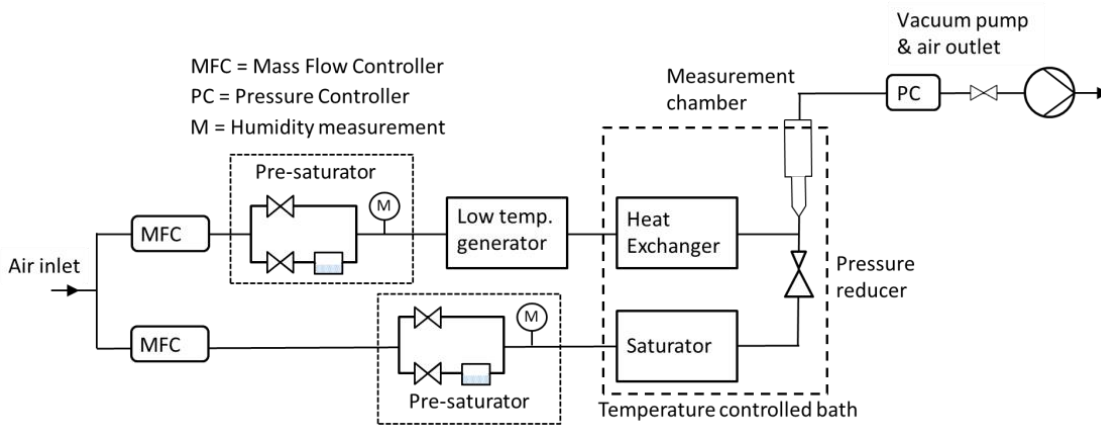 Vacuum pump
& air outlet
MFC = Mass Flow Controller
PC = Pressure Controller
M = Humidity measurement
Measurement
chamber
PC
Pre-saturator
M
MFC
Low temp.
generator
Heat
Exchanger
Air inlet
Pressure
reducer
M
MFC
Saturator
Pre-saturator
Temperature controlled bath